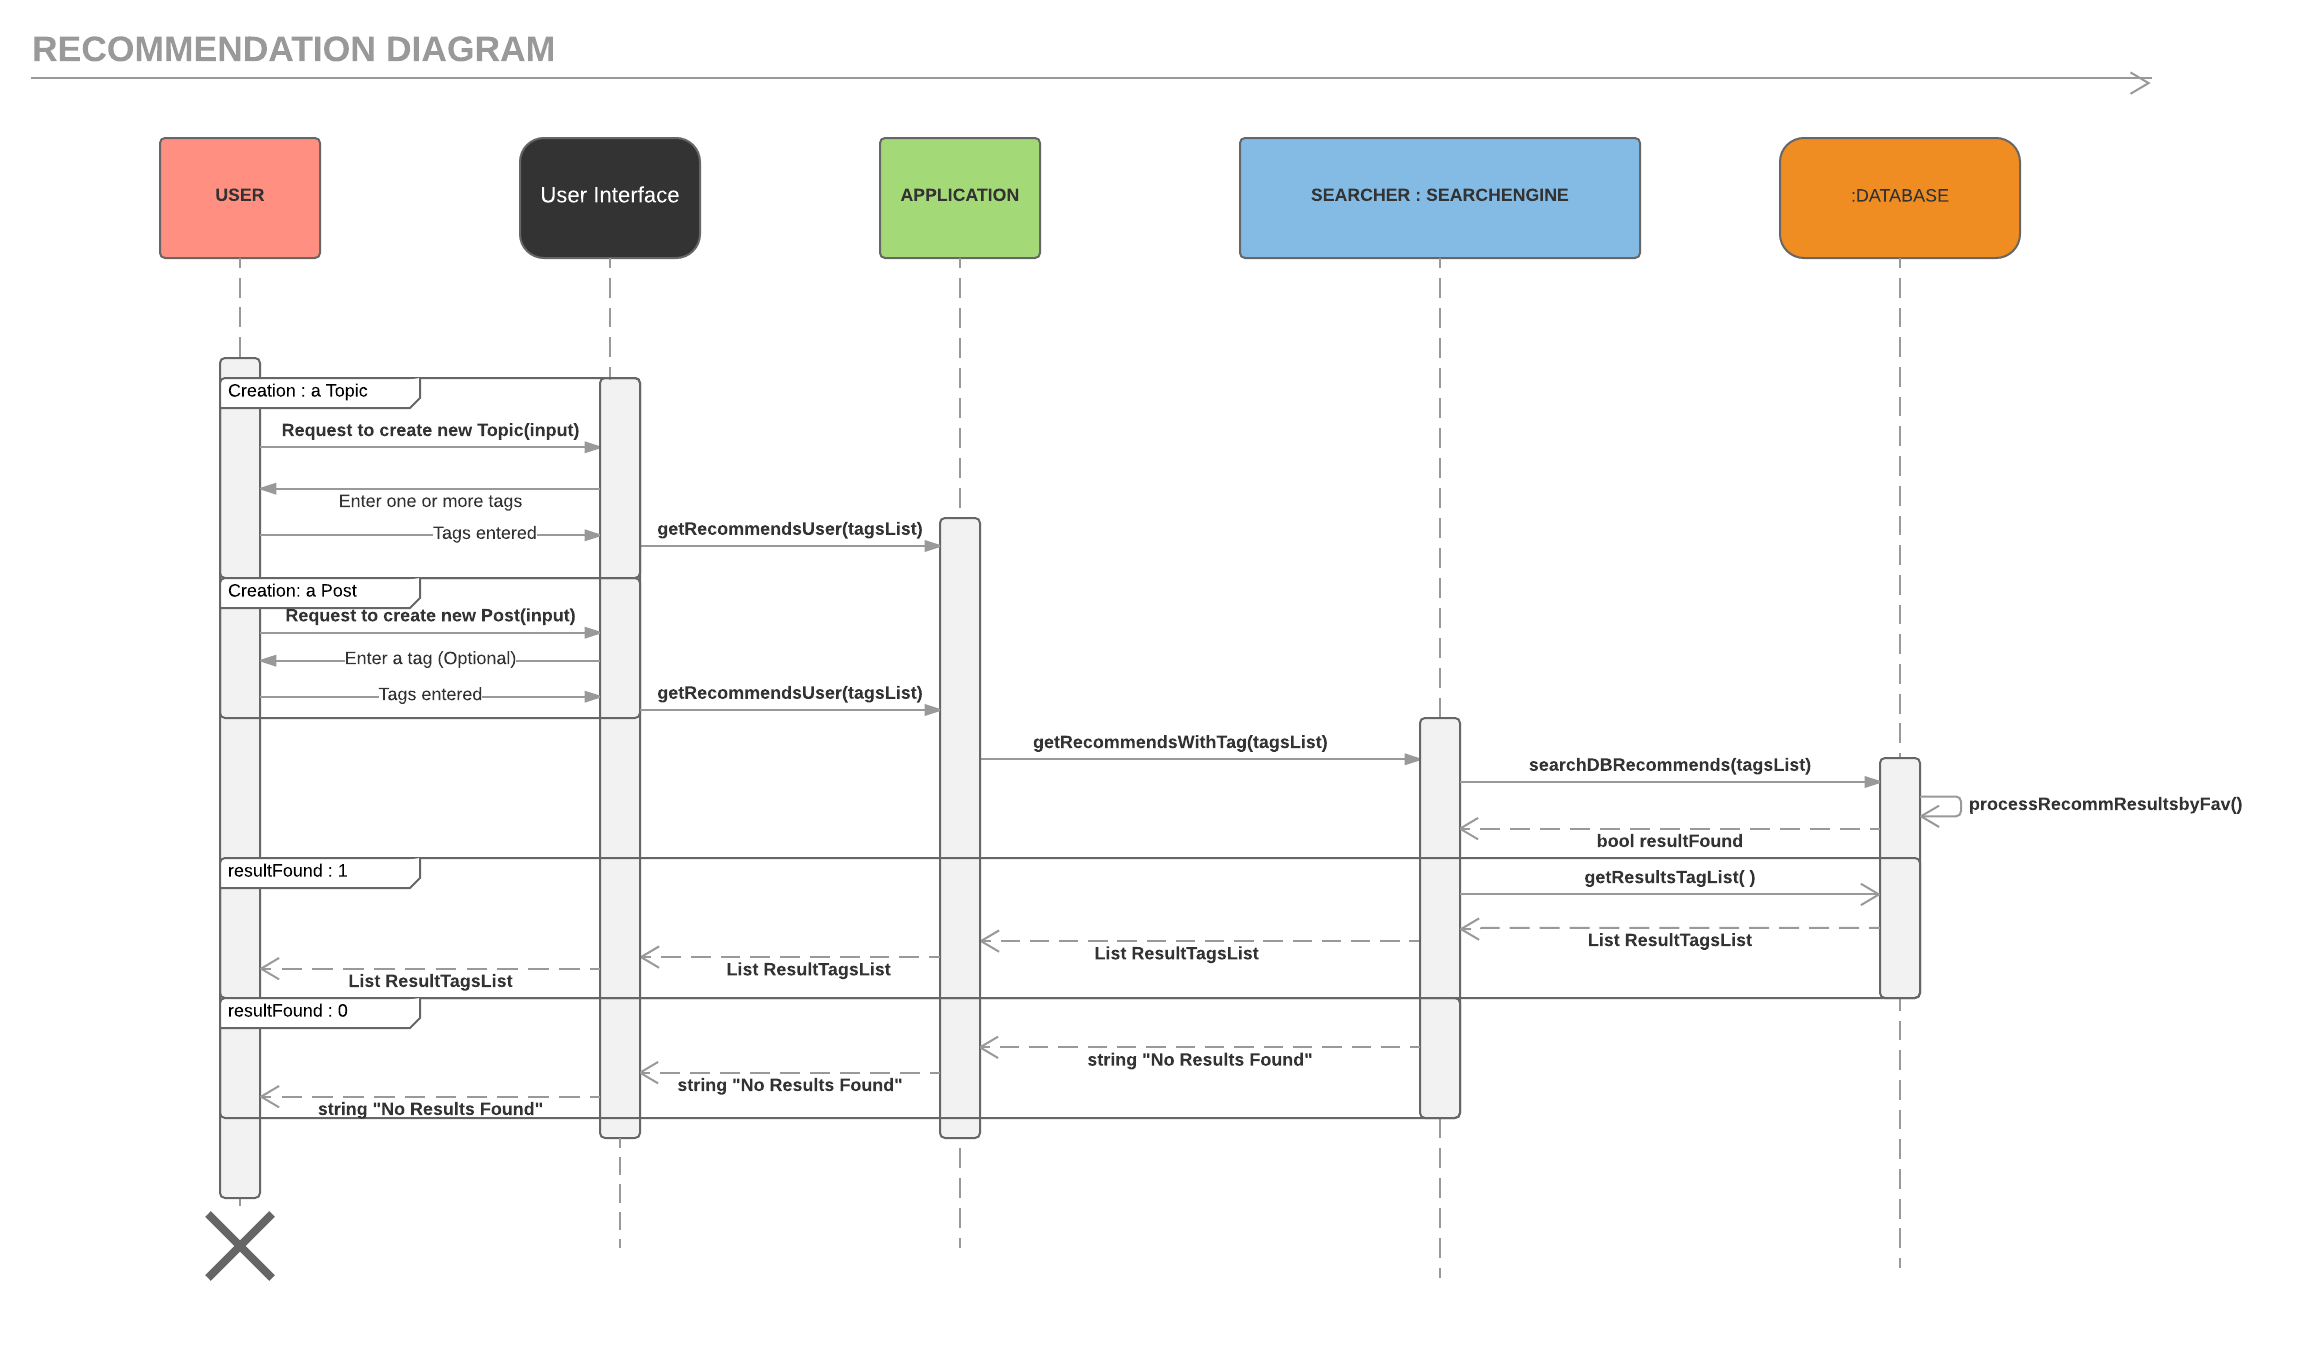 RECOMMENDATION DIAGRAM
USER
User Interface
APPLICATION
SEARCHER : SEARCHENGINE
:DATABASE
Creation : a Topic
Request to create new Topic(input)
Enter one or more tags
Tags entered
getRecommendsUser(tagsList)
Creation: a Post
Request to create new Post(input)
Enter a tag (Optional)
Tags entered
getRecommendsUser(tagsList)
getRecommendsWithTag(tagsList)
searchDBRecommends(tagsList)
processRecommResultsbyFav()
bool resultFound
resultFound : 1
getResultsTagList( )
List ResultTagsList
List ResultTagsList
List ResultTagsList
List ResultTagsList
resultFound : 0
string "No Results Found"
string "No Results Found"
string "No Results Found"